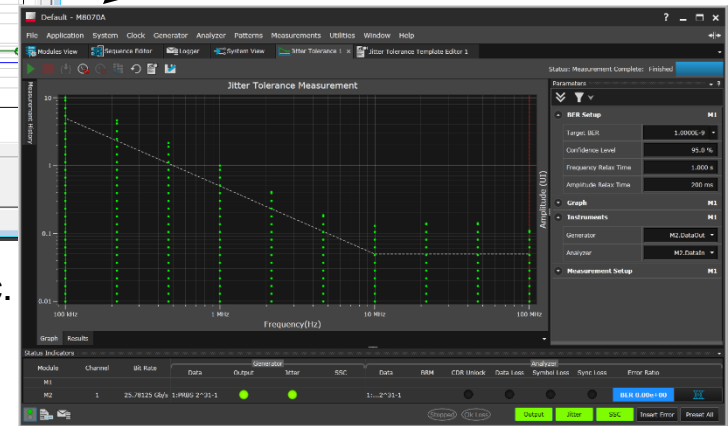 Default - M8070A
File Application System Clock Generator Analyzer Patterns Measurements Utilities Window Help
Modules View Sequence Editor Logger System View Jitter Tolerance 1 × Jitter Tolerance Template Editor 1
Status: Measurement Complete: Finished
Measurement History
Jitter Tolerance Measurement
10
1
0.1
0.01
100 kHz 1 MHz 10 MHz 100 MHz
Frequency(Hz)
Amplitude (UI)
Graph Results
Parameters
BER Setup M1
Target BER 1.0000E-9
Confidence Level 95.0 %
Frequency Relax Time 1.000 s
Amplitude Relax Time 200 ms
Graph M1
Instruments M1
Generator M2.DataOut
Analyzer M2.DataIn
Measurement Setup M1
c.
Status Indicators
Generator Analyzer
Module Channel Bit Rate Data Output Jitter SSC Data BRM CDR Unlock Data Loss Symbol Loss Sync Loss Error Ratio
M1
M2 1 25.78125 Gb/s 1:PRBS 2^31-1 1:...2^31-1 BER 0.00e+00
Stopped Clk Loss Output Jitter SSC Insert Error Preset All